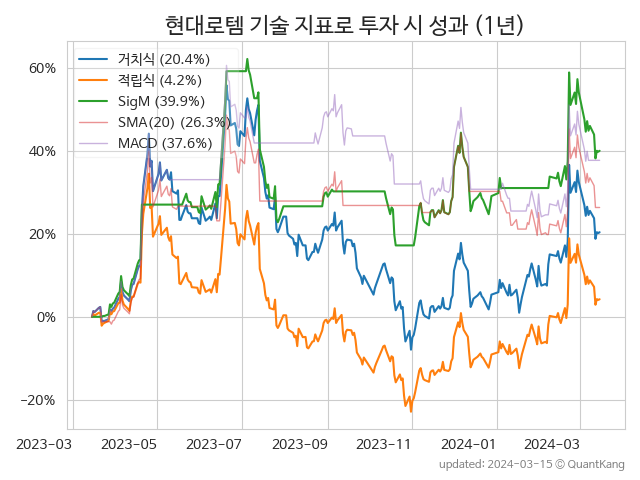 현대로템 기술 지표로 투자 시 성과 (1년)
거치식 (20.4%)
적립식 (4.2%)
SigM (39.9%)
SMA(20) (26.3%)
MACD (37.6%)
60%
40%
20%
0%
−20%
2023-03
2023-05
2023-07
2023-09
2023-11
2024-01
2024-03
updated: 2024-03-15 © QuantKang